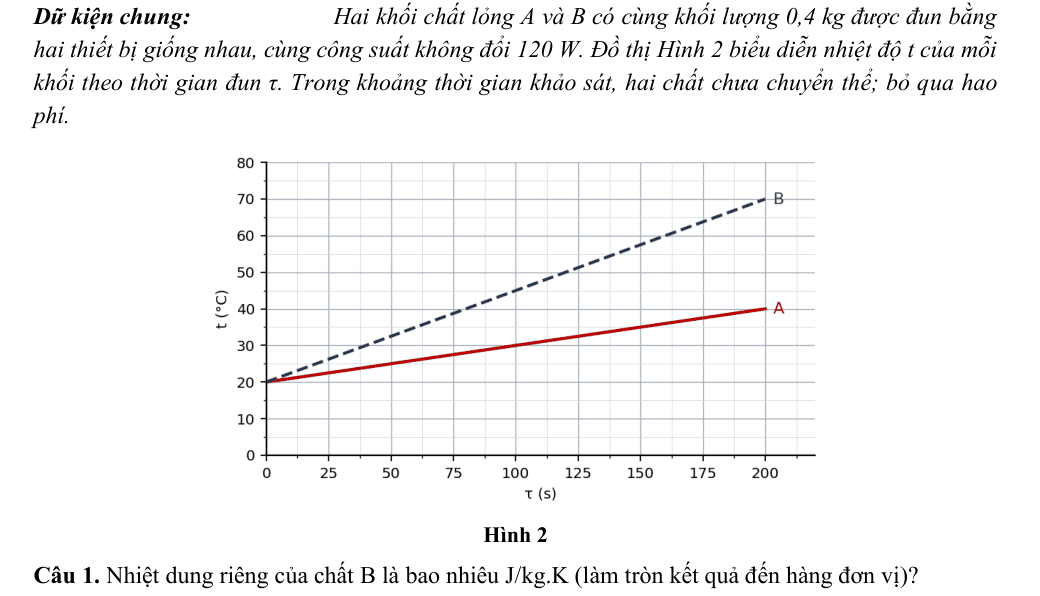 Dữ kiện chung: Hai khối chất lỏng A và B có cùng khối lượng 0,4 kg được đun bằng
hai thiết bị giống nhau, cùng công suất không đổi 120 W. Đồ thị Hình 2 biểu diễn nhiệt độ t của mỗi
khối theo thời gian đun τ. Trong khoảng thời gian khảo sát, hai chất chưa chuyển thể; bỏ qua hao
phí.
80
70
60
50
40
30
20
10
0
t (°C)
B
A
0 25 50 75 100 125 150 175 200
τ (s)
Hình 2
Câu 1. Nhiệt dung riêng của chất B là bao nhiêu J/kg.K (làm tròn kết quả đến hàng đơn vị)?